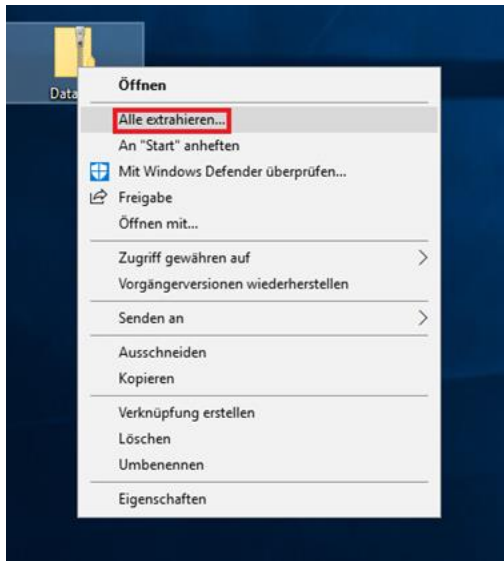 Data
Öffnen
Alle extrahieren...
An "Start" anheften
Mit Windows Defender überprüfen...
Freigabe
Öffnen mit...
Zugriff gewähren auf
Vorgängerversionen wiederherstellen
Senden an
Ausschneiden
Kopieren
Verknüpfung erstellen
Löschen
Umbenennen
Eigenschaften